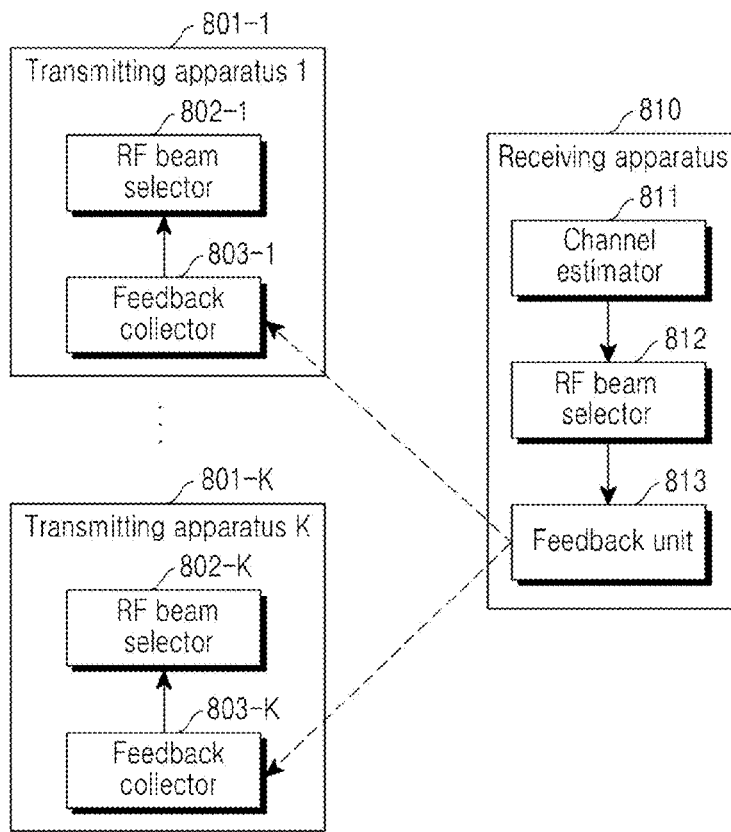 801-1
Transmitting apparatus 1
802-1
RF beam
selector
803-1
Feedback
collector
801-K
Transmitting apparatus K
802-K
RF beam
selector
803-K
Feedback
collector
810
Receiving apparatus
811
Channel
estimator
812
RF beam
selector
813
Feedback unit